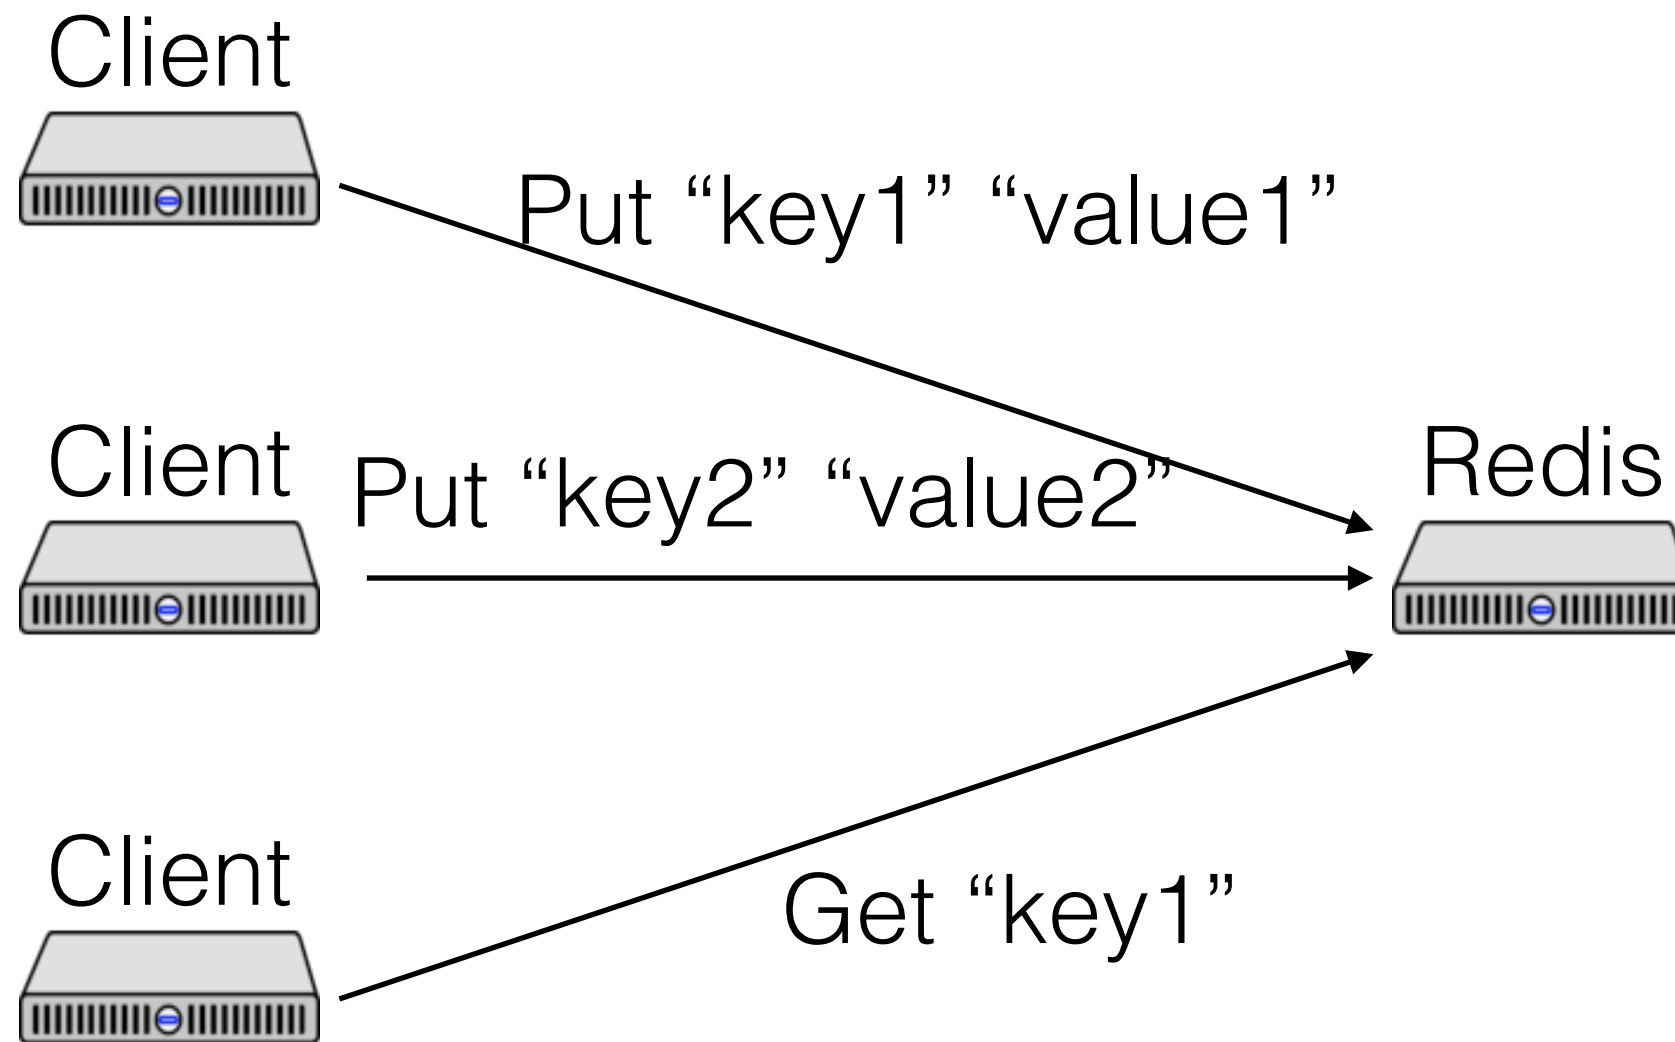 Client
Put “key1” “value1”
Client
Put “key2” “value2”
Redis
Client
Get “key1”